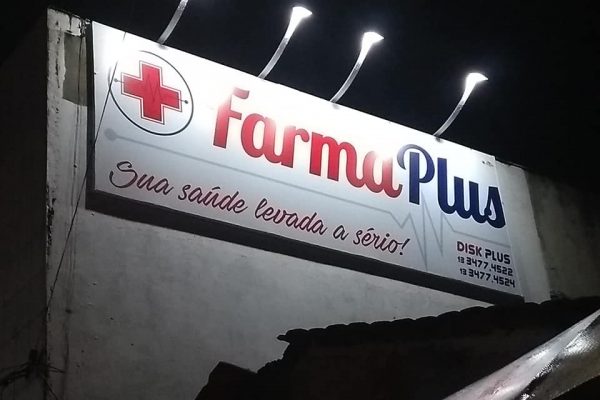 FarmaPlus
Sua saúde levada a sério!
DISK PLUS
13 3477.4522
13 3477.4524